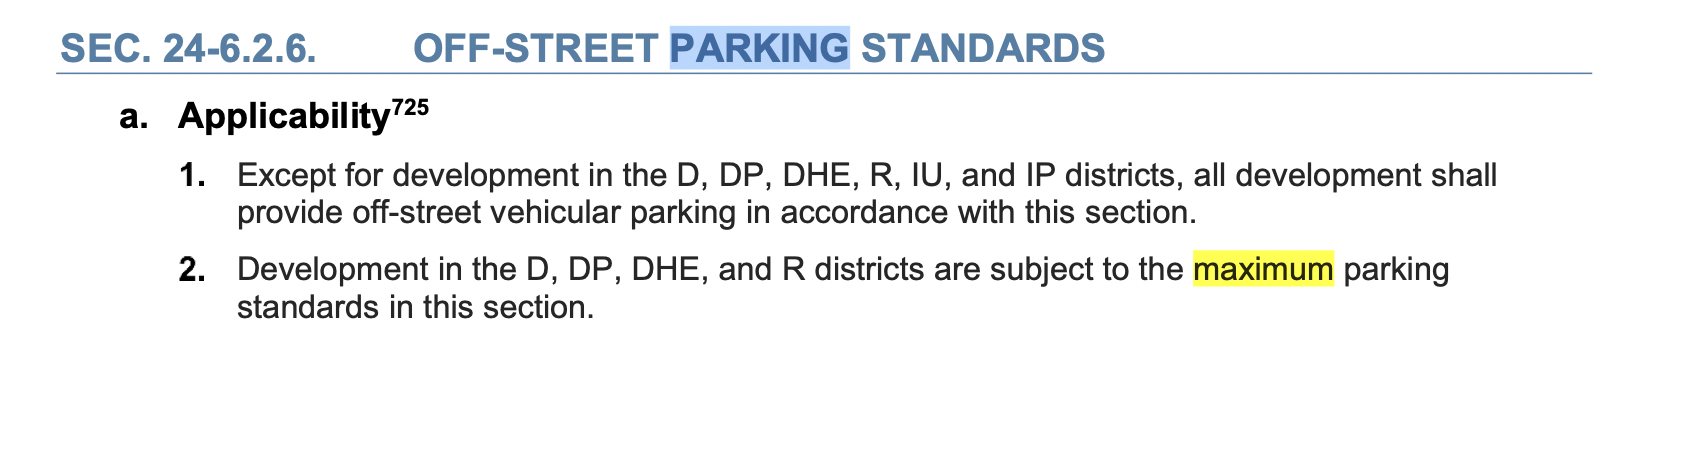 SEC. 24-6.2.6. OFF-STREET PARKING STANDARDS
a. Applicability725
1. Except for development in the D, DP, DHE, R, IU, and IP districts, all development shall
provide off-street vehicular parking in accordance with this section.
2. Development in the D, DP, DHE, and R districts are subject to the maximum parking
standards in this section.